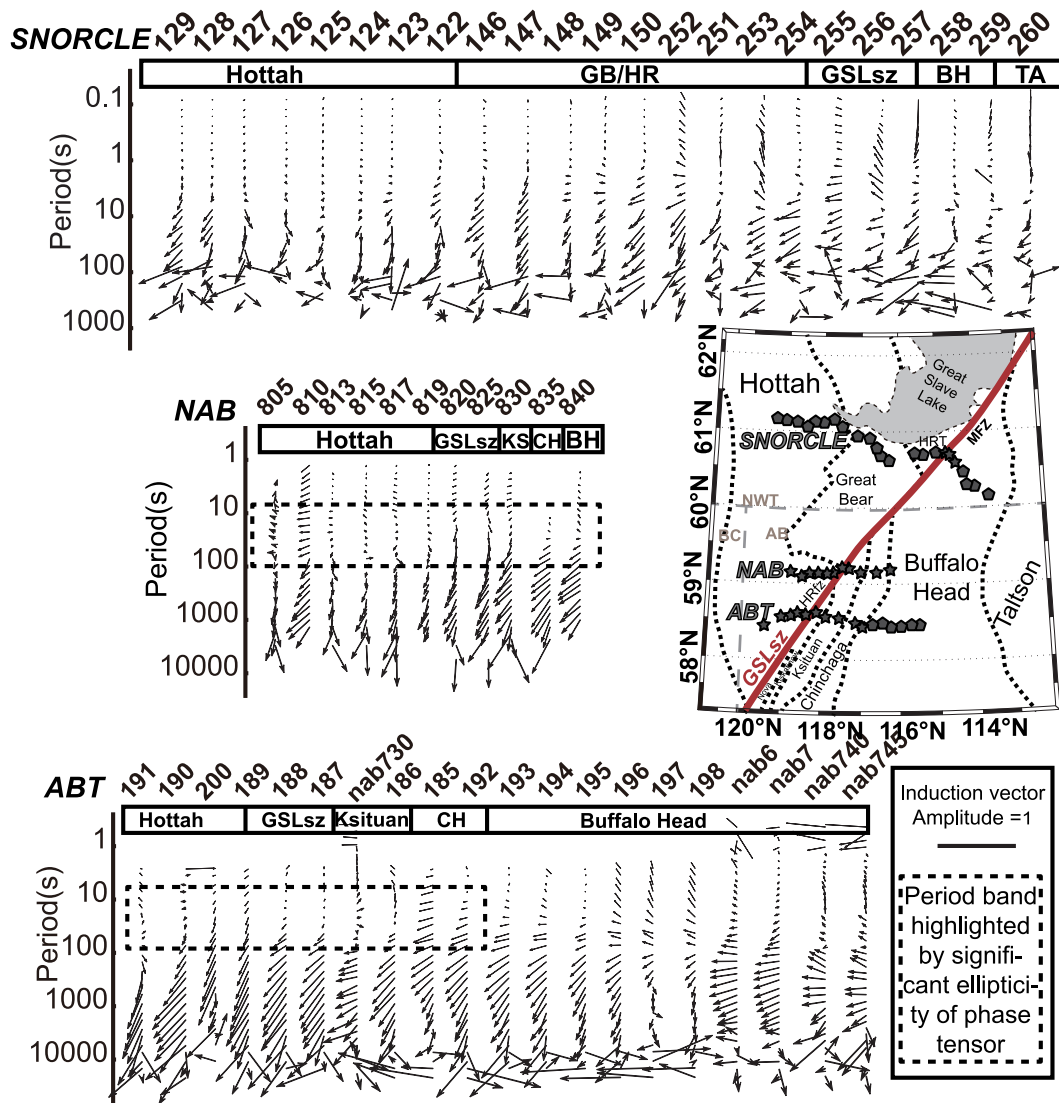 SNORCLE 129 128 127 126 125 124 123 122 146 147 148 149 150 252 251 253 254 255 256 257 258 259 260
Hottah GB/HR GSLsz BH TA
0.1
1
10
100
1000
Period(s)
NAB 805 810 813 815 817 819 820 825 830 835 840
Hottah GSLsz KS CH BH
1
10
100
1000
10000
Period(s)
62°N
61°N
60°N
59°N
58°N
120°N 118°N 116°N 114°N
Hottah
Great
Slave
Lake
SNORCLE
HRT
MFZ
Great
Bear
NWT
BC
AB
NAB
HRfz
Buffalo
Head
Taltson
ABT
GSLsz
Ksituan
Chinchaga
ABT 191 190 200 189 188 187 nab730 186 185 192 193 194 195 196 197 198 nab6 nab7 nab740 nab745
Hottah GSLsz Ksituan CH Buffalo Head
1
10
100
1000
10000
Period(s)
Induction vector
Amplitude =1
Period band
highlighted
by signifi-
cant elliptici-
ty of phase
tensor